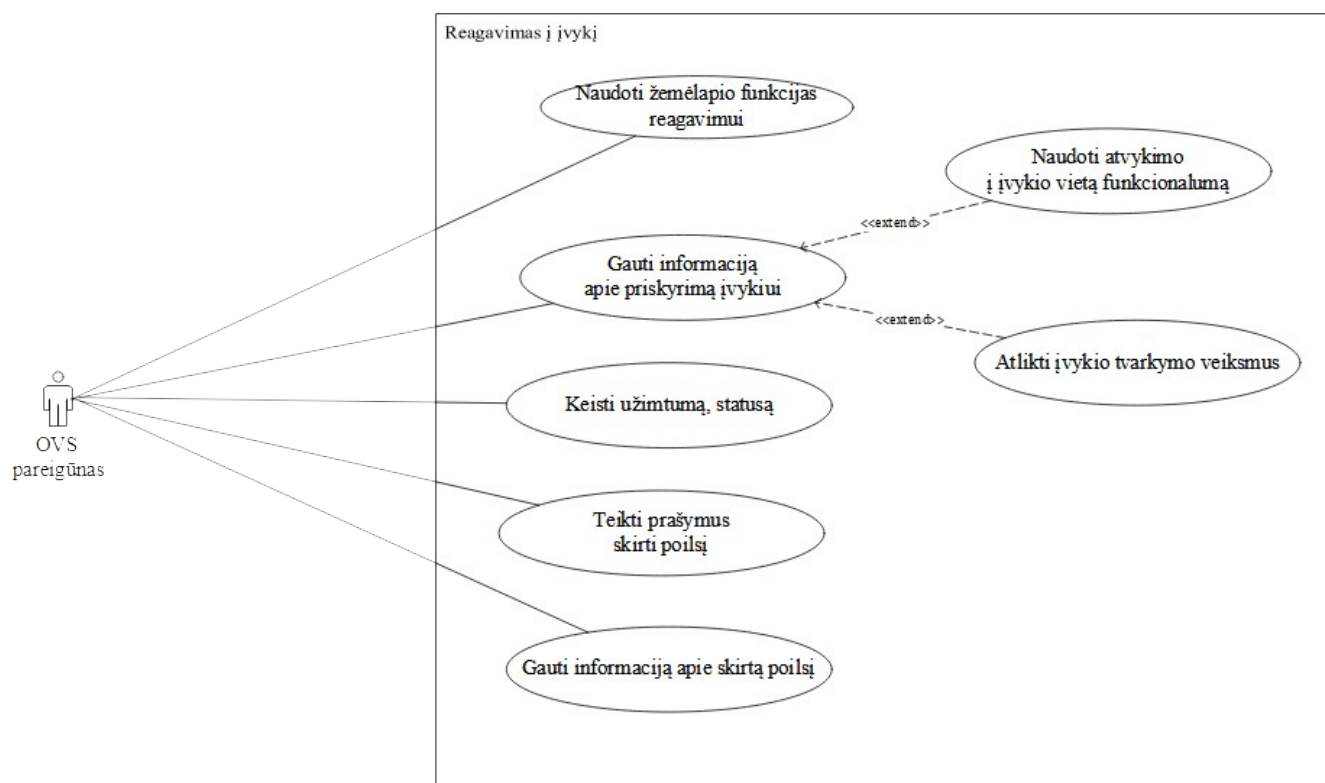 Reagavimas į įvykį
Naudoti žemėlapio funkcijas
reagavimui
Naudoti atvykimo
į įvykio vietą funkcionalumą
<<extend>>
Gauti informaciją
apie priskyrimą įvykiui
<<extend>>
Atlikti įvykio tvarkymo veiksmus
Keisti užimtumą, statusą
OVS
pareigūnas
Teikti prašymus
skirti poilsį
Gauti informaciją apie skirtą poilsį